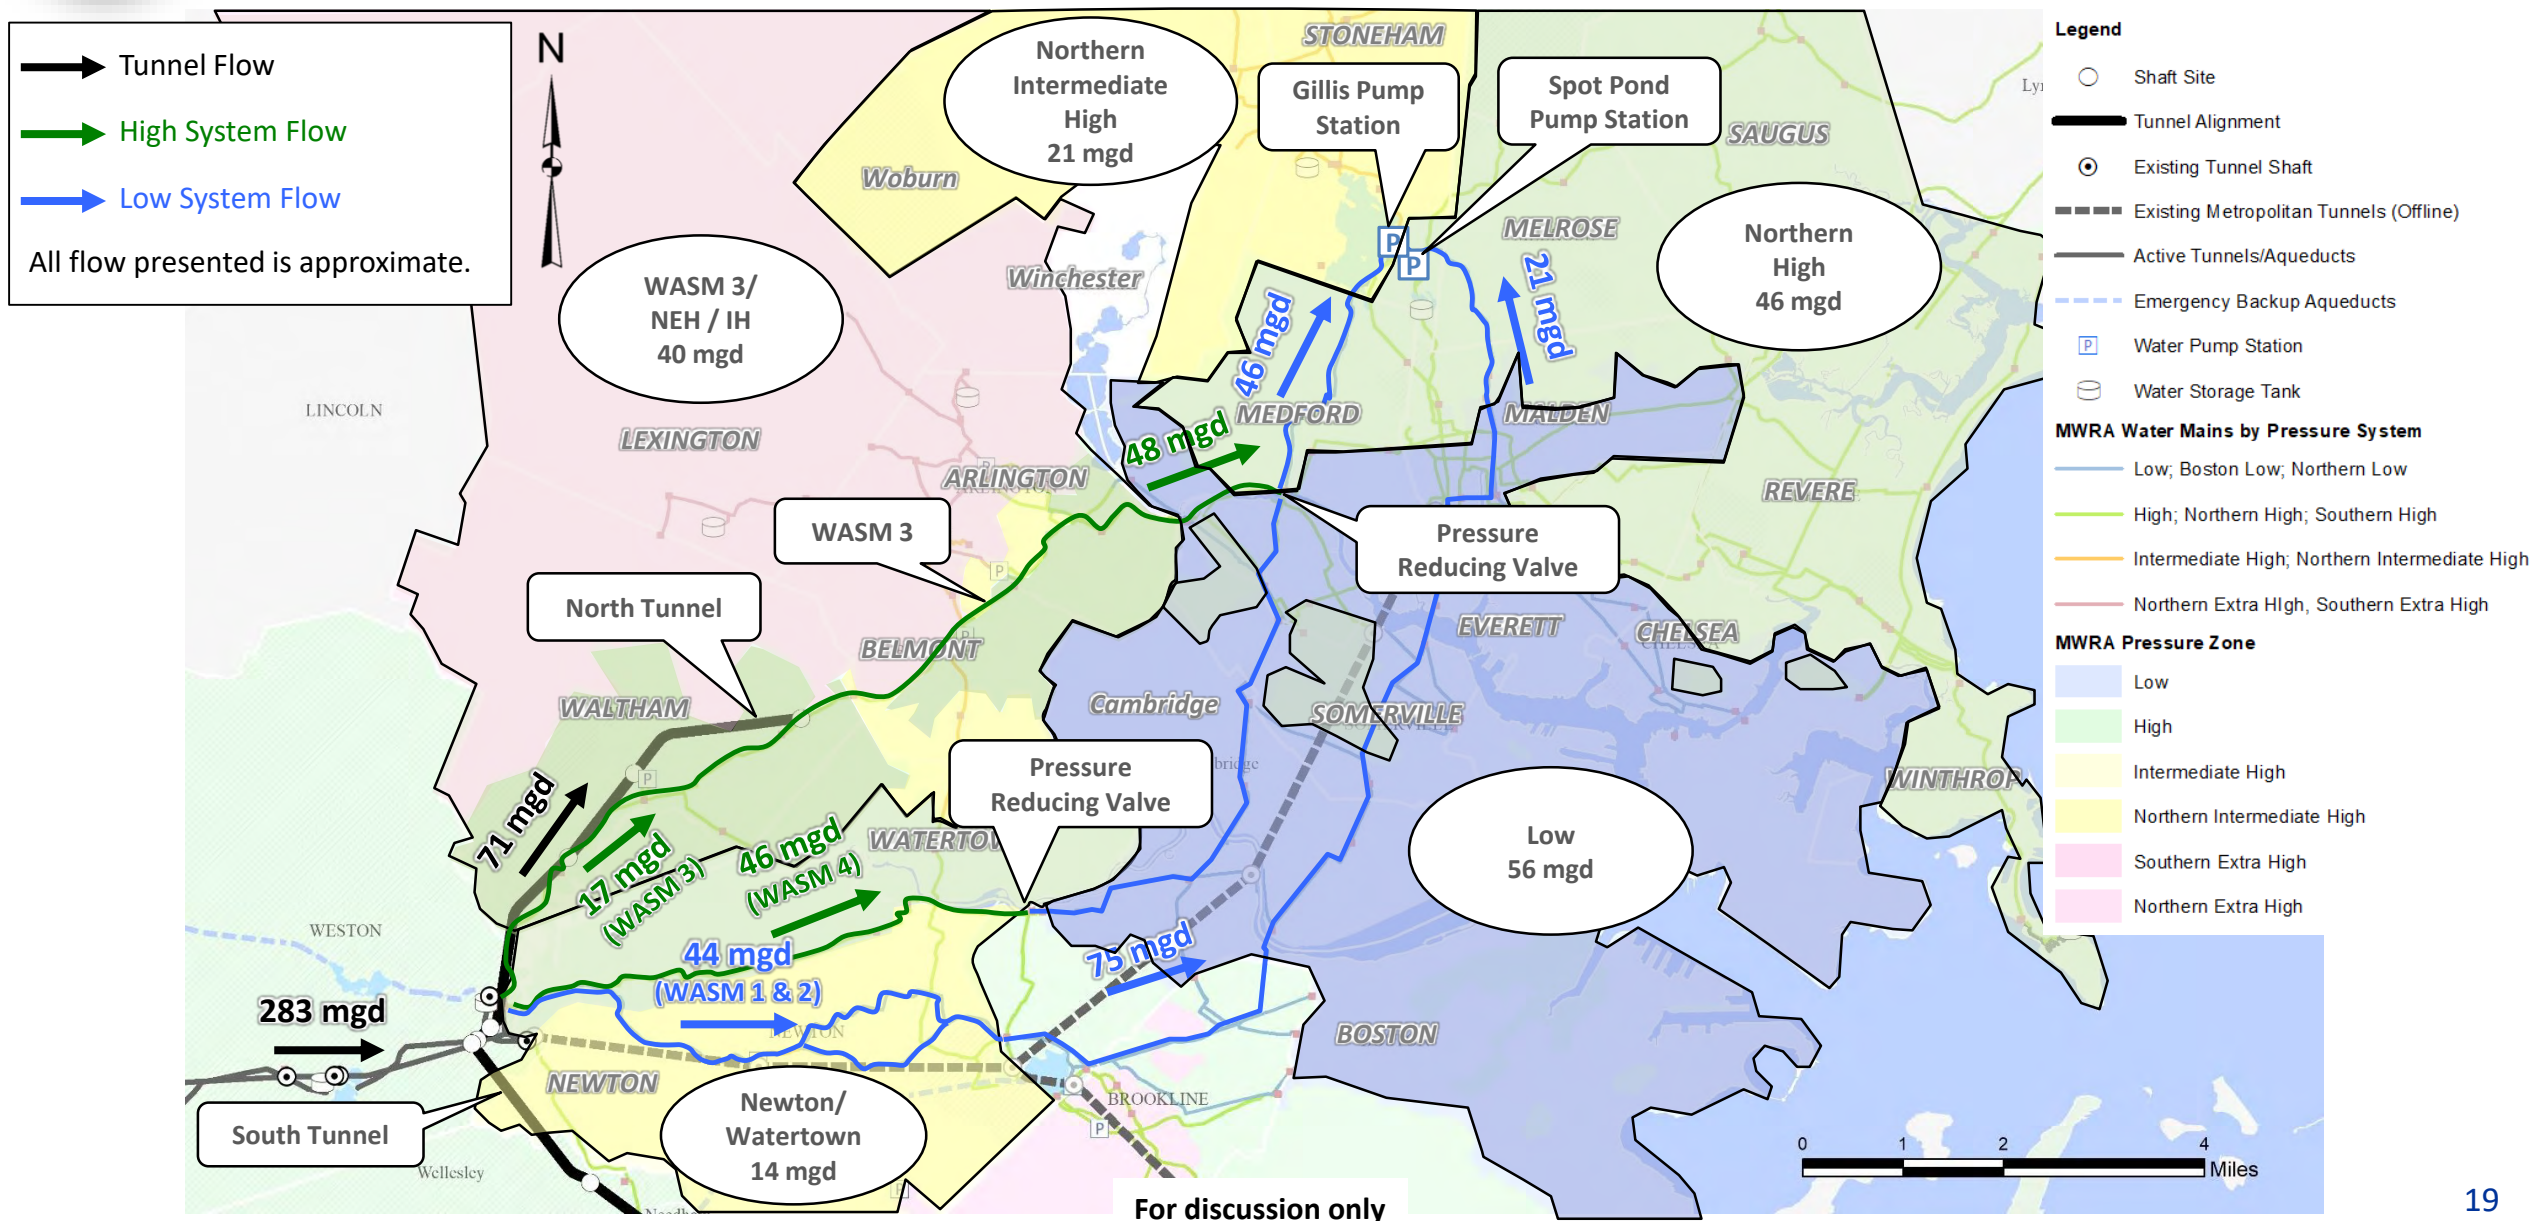 Tunnel Flow
High System Flow
Low System Flow
All flow presented is approximate.
N
Northern
Intermediate
High
21 mgd
STONEHAM
Gillis Pump
Station
Spot Pond
Pump Station
SAUGUS
Woburn
WASM 3/
NEH / IH
40 mgd
Winchester
MELROSE
Northern
High
46 mgd
P
P
21 mgd
46 mgd
LINCOLN
LEXINGTON
MEDFORD
MALDEN
48 mgd
ARLINGTON
REVERE
WASM 3
Pressure
Reducing Valve
North Tunnel
P
P
P
BELMONT
EVERETT
CHELSEA
CHELSEA
WALTHAM
Cambridge
SOMERVILLE
SOMERVILLE
Pressure
Reducing Valve
bridge
WINTHROP
P
71 mgd
17 mgd
(WASM 3)
46 mgd
(WASM 4)
WATERTOW
Low
56 mgd
WESTON
44 mgd
(WASM 1 & 2)
75 mgd
283 mgd
NEWTON
BOSTON
NEWTON
South Tunnel
Newton/
Watertown
14 mgd
BROOKLINE
P
P
Wellesley
For discussion only
0 1 2 4
Miles
Legend
Shaft Site
Tunnel Alignment
Existing Tunnel Shaft
Existing Metropolitan Tunnels (Offline)
Active Tunnels/Aqueducts
Emergency Backup Aqueducts
P Water Pump Station
Water Storage Tank
MWRA Water Mains by Pressure System
Low; Boston Low; Northern Low
High; Northern High; Southern High
Intermediate High; Northern Intermediate High
Northern Extra HIgh, Southern Extra High
MWRA Pressure Zone
Low
High
Intermediate High
Northern Intermediate High
Southern Extra High
Northern Extra High
19